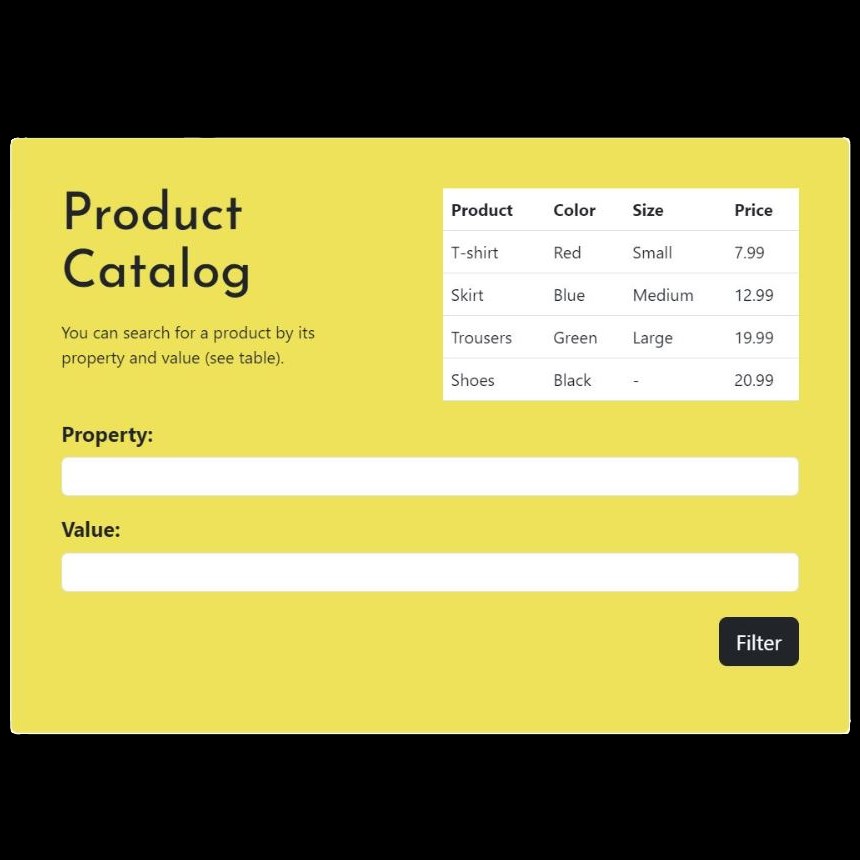 Product
Catalog
You can search for a product by its
property and value (see table).
Product Color Size Price
T-shirt Red Small 7.99
Skirt Blue Medium 12.99
Trousers Green Large 19.99
Shoes Black - 20.99
Property:
Value:
Filter